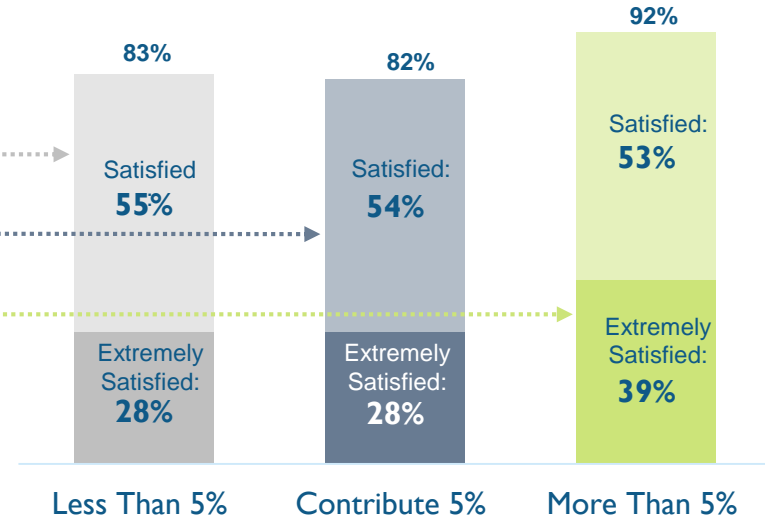 83%
Satisfied:
55%
Extremely
Satisfied:
28%
82%
Satisfied:
54%
Extremely
Satisfied:
28%
92%
Satisfied:
53%
Extremely
Satisfied:
39%
Less Than 5%
Contribute 5%
More Than 5%